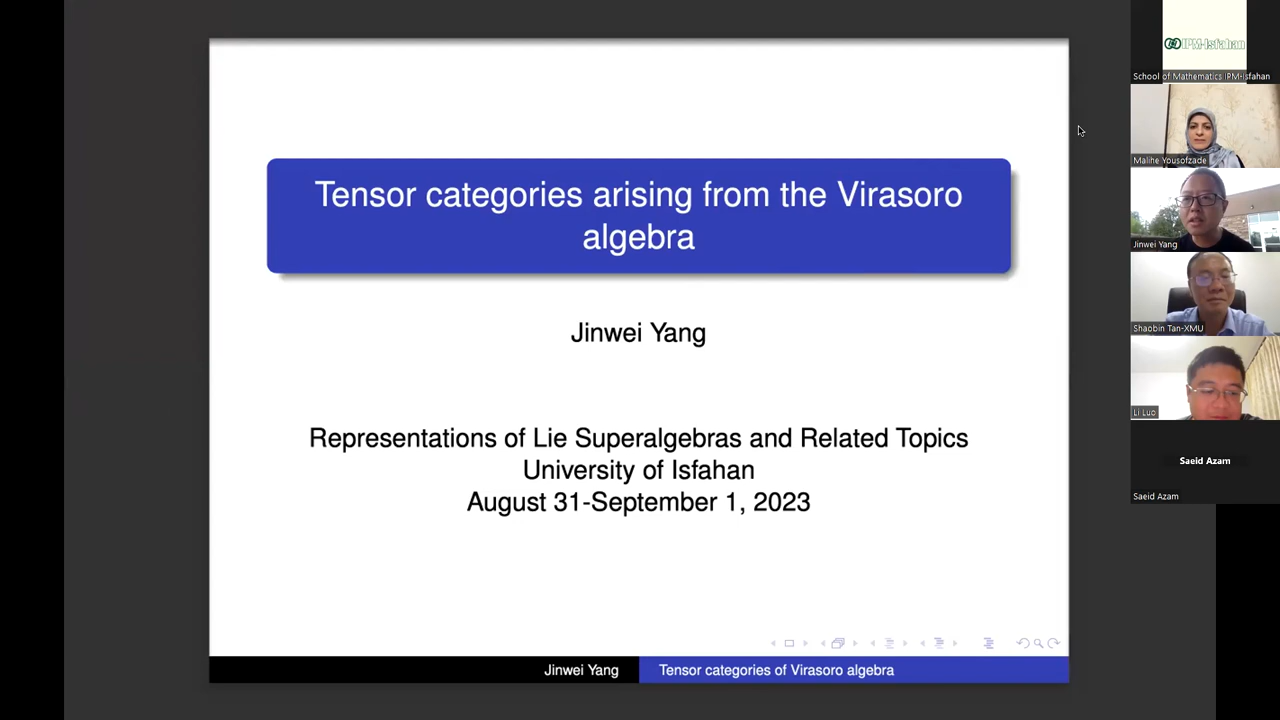 Tensor categories arising from the Virasoro
algebra
Jinwei Yang
Representations of Lie Superalgebras and Related Topics
University of Isfahan
August 31-September 1, 2023
Jinwei Yang
Tensor categories of Virasoro algebra
IPM-Isfahan
School of Mathematics IPM-Isfahan
Malihe Yousofzade
Jinwei Yang
Shaobin Tan-XMU
Li Luo
Saeid Azam
Saeid Azam